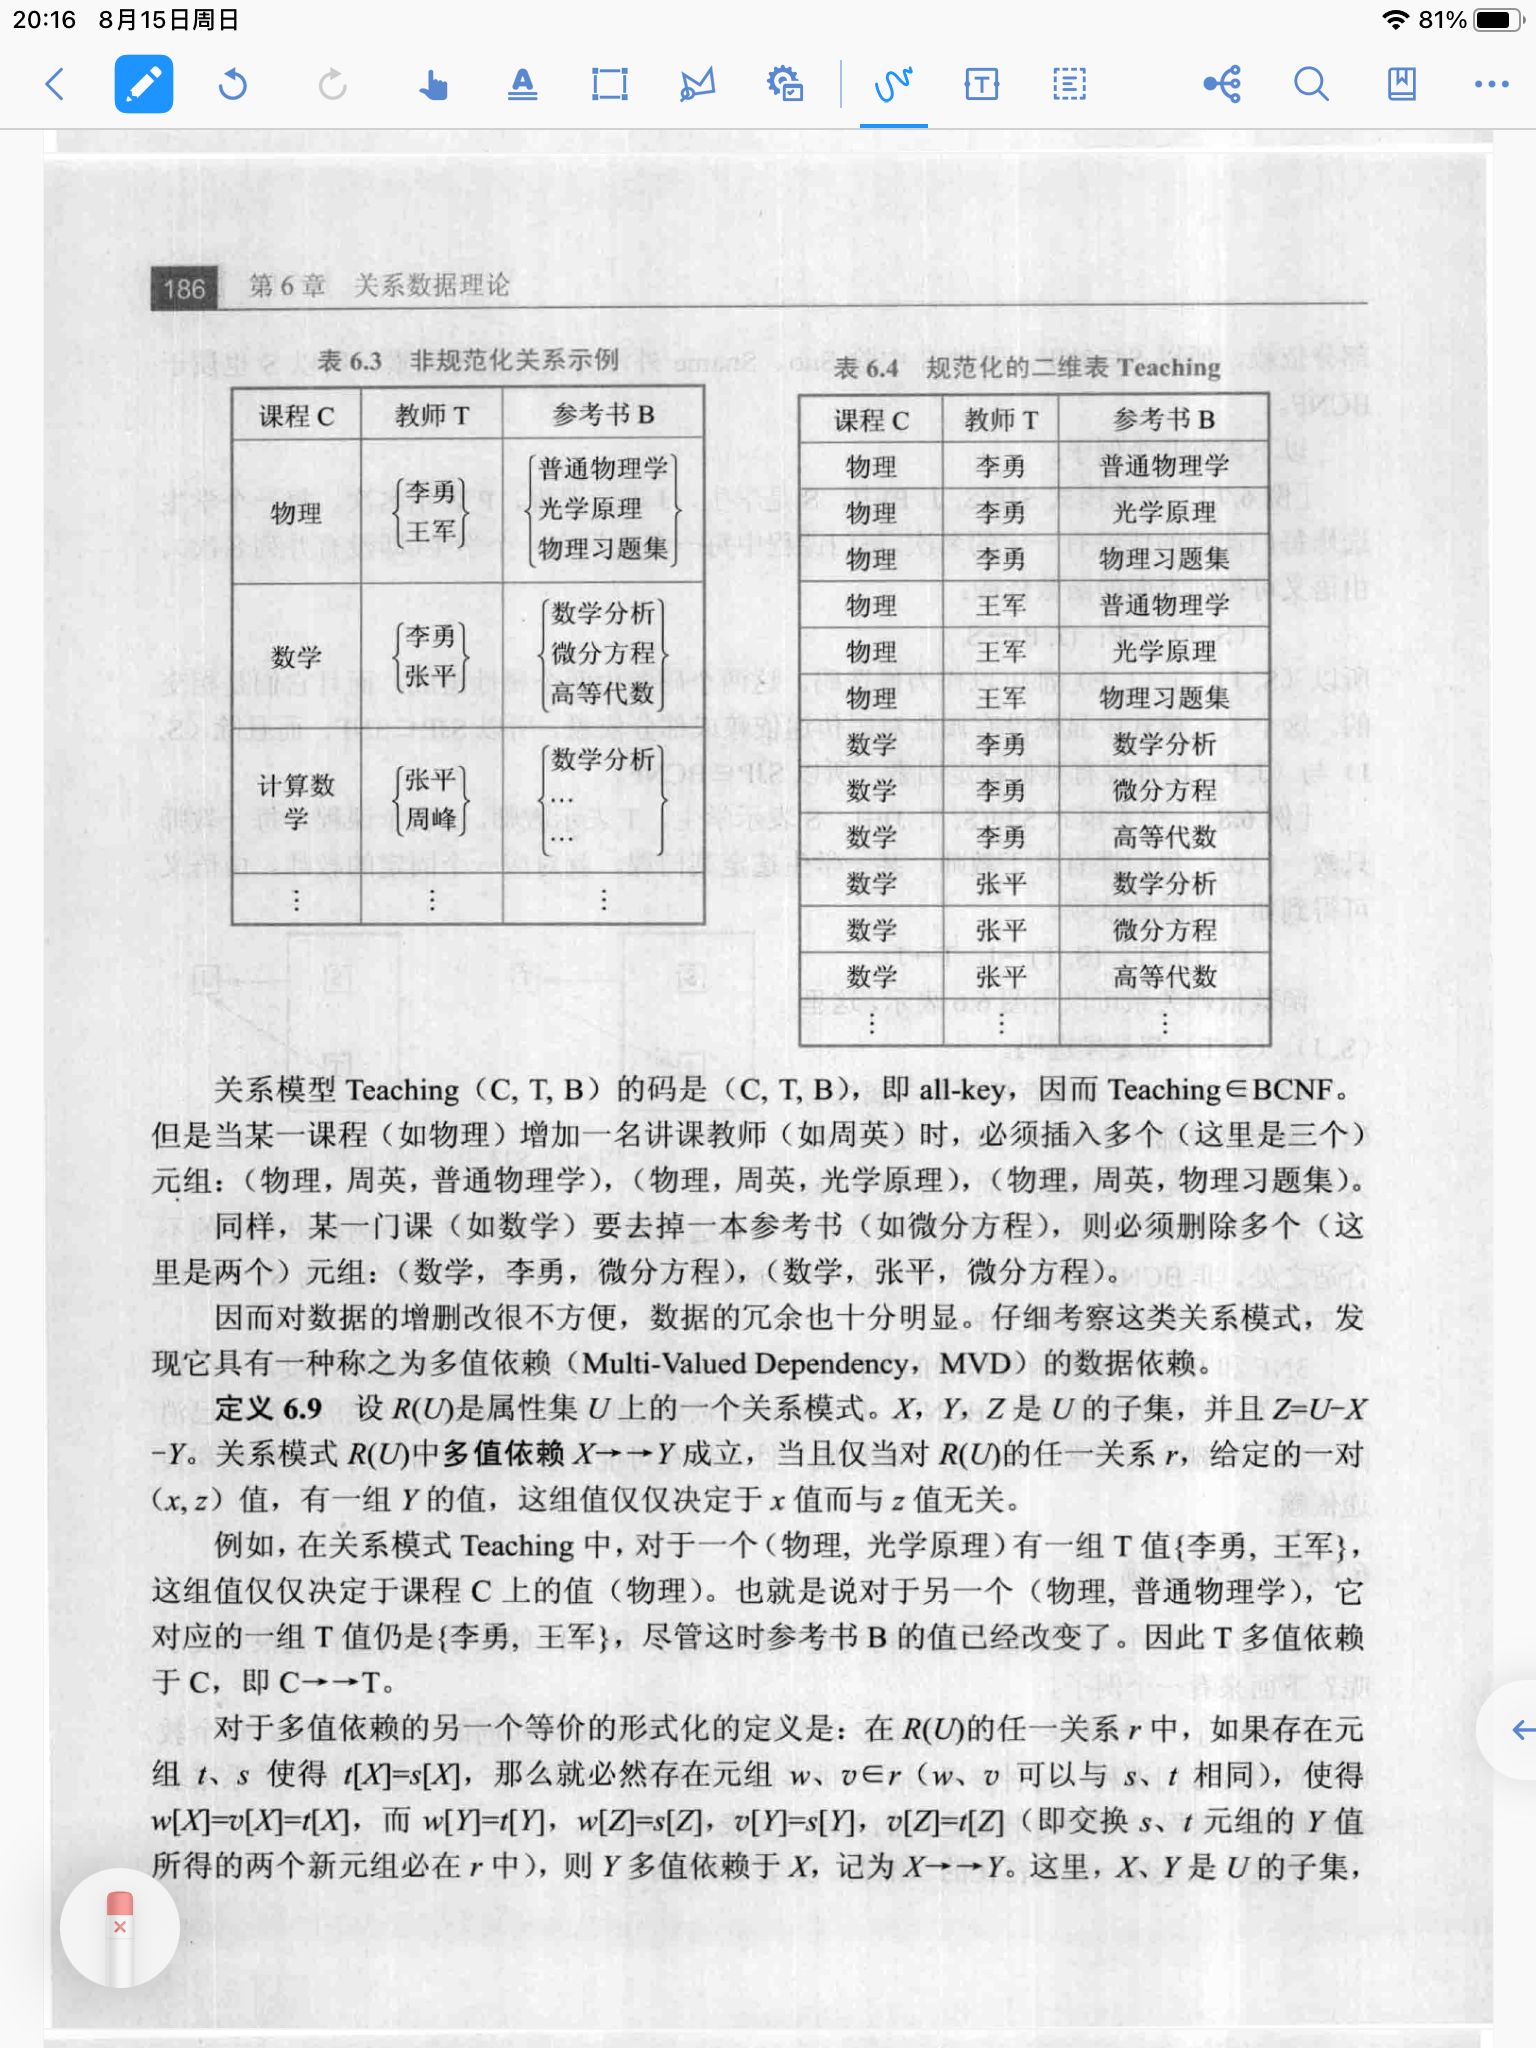 20:16 8月15日周日 81%
186 第6章 关系数据理论
表 6.3 非规范化关系示例
课程 C 教师 T 参考书 B
物理 李勇 王军 普通物理学 光学原理 物理习题集
数学 李勇 张平 数学分析 微分方程 高等代数
计算数学 张平 周峰 数学分析 … …
⋮ ⋮ ⋮
表 6.4 规范化的二维表 Teaching
课程 C 教师 T 参考书 B
物理 李勇 普通物理学
物理 李勇 光学原理
物理 李勇 物理习题集
物理 王军 普通物理学
物理 王军 光学原理
物理 王军 物理习题集
数学 李勇 数学分析
数学 李勇 微分方程
数学 李勇 高等代数
数学 张平 数学分析
数学 张平 微分方程
数学 张平 高等代数
⋮ ⋮ ⋮
关系模型 Teaching（C, T, B）的码是（C, T, B），即 all-key，因而 Teaching∈BCNF。
但是当某一课程（如物理）增加一名讲课教师（如周英）时，必须插入多个（这里是三个）
元组：（物理，周英，普通物理学），（物理，周英，光学原理），（物理，周英，物理习题集）。
同样，某一门课（如数学）要去掉一本参考书（如微分方程），则必须删除多个（这
里是两个）元组：（数学，李勇，微分方程），（数学，张平，微分方程）。
因而对数据的增删改很不方便，数据的冗余也十分明显。仔细考察这类关系模式，发
现它具有一种称之为多值依赖（Multi-Valued Dependency，MVD）的数据依赖。
定义 6.9 设 R(U)是属性集 U 上的一个关系模式。X，Y，Z 是 U 的子集，并且 Z=U-X
-Y。关系模式 R(U)中多值依赖 X→→Y 成立，当且仅当对 R(U)的任一关系 r，给定的一对
（x, z）值，有一组 Y 的值，这组值仅仅决定于 x 值而与 z 值无关。
例如，在关系模式 Teaching 中，对于一个（物理, 光学原理）有一组 T 值{李勇, 王军}，
这组值仅仅决定于课程 C 上的值（物理）。也就是说对于另一个（物理, 普通物理学），它
对应的一组 T 值仍是{李勇, 王军}，尽管这时参考书 B 的值已经改变了。因此 T 多值依赖
于 C，即 C→→T。
对于多值依赖的另一个等价的形式化的定义是：在 R(U)的任一关系 r 中，如果存在元
组 t、s 使得 t[X]=s[X]，那么就必然存在元组 w、v∈r（w、v 可以与 s、t 相同），使得
w[X]=v[X]=t[X]，而 w[Y]=t[Y]，w[Z]=s[Z]，v[Y]=s[Y]，v[Z]=t[Z]（即交换 s、t 元组的 Y 值
所得的两个新元组必在 r 中），则 Y 多值依赖于 X，记为 X→→Y。这里，X、Y 是 U 的子集，